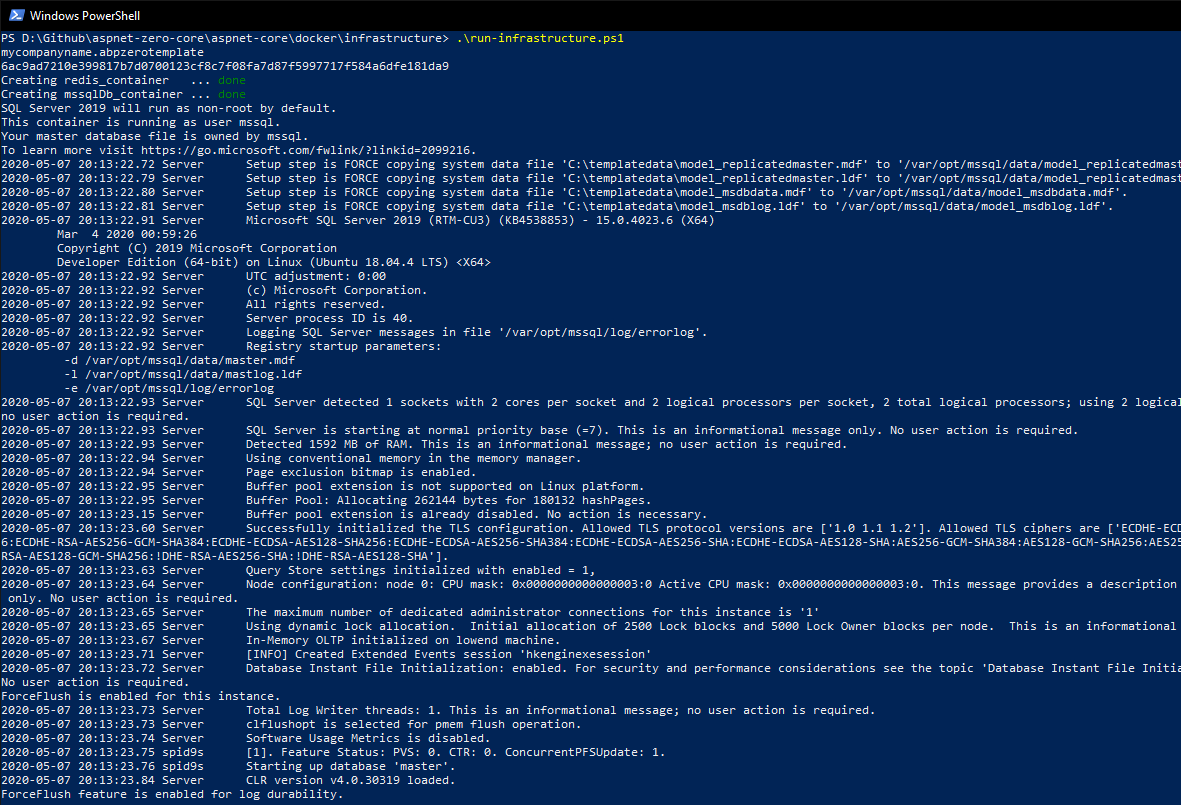 Windows PowerShell
PS D:\Github\aspnet-zero-core\aspnet-core\docker\infrastructure> .\run-infrastructure.ps1
mycompanyname.abpzerotemplate
6ac9ad7210e399817b7d0700123cf8c7f08fa7d87f5997717f584a6dfe181da9
Creating redis_container   ... done
Creating mssqlDb_container ... done
SQL Server 2019 will run as non-root by default.
This container is running as user mssql.
Your master database file is owned by mssql.
To learn more visit https://go.microsoft.com/fwlink/?linkid=2099216.
2020-05-07 20:13:22.72 Server      Setup step is FORCE copying system data file 'C:\templatedata\model_replicatedmaster.mdf' to '/var/opt/mssql/data/model_replicatedmast
2020-05-07 20:13:22.79 Server      Setup step is FORCE copying system data file 'C:\templatedata\model_replicatedmaster.ldf' to '/var/opt/mssql/data/model_replicatedmast
2020-05-07 20:13:22.80 Server      Setup step is FORCE copying system data file 'C:\templatedata\model_msdbdata.mdf' to '/var/opt/mssql/data/model_msdbdata.mdf'.
2020-05-07 20:13:22.81 Server      Setup step is FORCE copying system data file 'C:\templatedata\model_msdblog.ldf' to '/var/opt/mssql/data/model_msdblog.ldf'.
2020-05-07 20:13:22.91 Server      Microsoft SQL Server 2019 (RTM-CU3) (KB4538853) - 15.0.4023.6 (X64)
        Mar  4 2020 00:59:26
        Copyright (C) 2019 Microsoft Corporation
        Developer Edition (64-bit) on Linux (Ubuntu 18.04.4 LTS) <X64>
2020-05-07 20:13:22.92 Server      UTC adjustment: 0:00
2020-05-07 20:13:22.92 Server      (c) Microsoft Corporation.
2020-05-07 20:13:22.92 Server      All rights reserved.
2020-05-07 20:13:22.92 Server      Server process ID is 40.
2020-05-07 20:13:22.92 Server      Logging SQL Server messages in file '/var/opt/mssql/log/errorlog'.
2020-05-07 20:13:22.92 Server      Registry startup parameters:
         -d /var/opt/mssql/data/master.mdf
         -l /var/opt/mssql/data/mastlog.ldf
         -e /var/opt/mssql/log/errorlog
2020-05-07 20:13:22.93 Server      SQL Server detected 1 sockets with 2 cores per socket and 2 logical processors per socket, 2 total logical processors; using 2 logical
no user action is required.
2020-05-07 20:13:22.93 Server      SQL Server is starting at normal priority base (=7). This is an informational message only. No user action is required.
2020-05-07 20:13:22.93 Server      Detected 1592 MB of RAM. This is an informational message; no user action is required.
2020-05-07 20:13:22.94 Server      Using conventional memory in the memory manager.
2020-05-07 20:13:22.94 Server      Page exclusion bitmap is enabled.
2020-05-07 20:13:22.95 Server      Buffer pool extension is not supported on Linux platform.
2020-05-07 20:13:22.95 Server      Buffer Pool: Allocating 262144 bytes for 180132 hashPages.
2020-05-07 20:13:23.15 Server      Buffer pool extension is already disabled. No action is necessary.
2020-05-07 20:13:23.60 Server      Successfully initialized the TLS configuration. Allowed TLS protocol versions are ['1.0 1.1 1.2']. Allowed TLS ciphers are ['ECDHE-ECD
6:ECDHE-RSA-AES256-GCM-SHA384:ECDHE-ECDSA-AES128-SHA256:ECDHE-ECDSA-AES256-SHA384:ECDHE-ECDSA-AES256-SHA:ECDHE-ECDSA-AES128-SHA:AES256-GCM-SHA384:AES128-GCM-SHA256:AES25
RSA-AES128-GCM-SHA256:!DHE-RSA-AES256-SHA:!DHE-RSA-AES128-SHA'].
2020-05-07 20:13:23.63 Server      Query Store settings initialized with enabled = 1,
2020-05-07 20:13:23.64 Server      Node configuration: node 0: CPU mask: 0x0000000000000003:0 Active CPU mask: 0x0000000000000003:0. This message provides a description
 only. No user action is required.
2020-05-07 20:13:23.65 Server      The maximum number of dedicated administrator connections for this instance is '1'
2020-05-07 20:13:23.65 Server      Using dynamic lock allocation.  Initial allocation of 2500 Lock blocks and 5000 Lock Owner blocks per node.  This is an informational
2020-05-07 20:13:23.67 Server      In-Memory OLTP initialized on lowend machine.
2020-05-07 20:13:23.71 Server      [INFO] Created Extended Events session 'hkenginexesession'
2020-05-07 20:13:23.72 Server      Database Instant File Initialization: enabled. For security and performance considerations see the topic 'Database Instant File Initia
No user action is required.
ForceFlush is enabled for this instance.
2020-05-07 20:13:23.73 Server      Total Log Writer threads: 1. This is an informational message; no user action is required.
2020-05-07 20:13:23.73 Server      clflushopt is selected for pmem flush operation.
2020-05-07 20:13:23.74 Server      Software Usage Metrics is disabled.
2020-05-07 20:13:23.75 spid9s      [1]. Feature Status: PVS: 0. CTR: 0. ConcurrentPFSUpdate: 1.
2020-05-07 20:13:23.76 spid9s      Starting up database 'master'.
2020-05-07 20:13:23.84 Server      CLR version v4.0.30319 loaded.
ForceFlush feature is enabled for log durability.